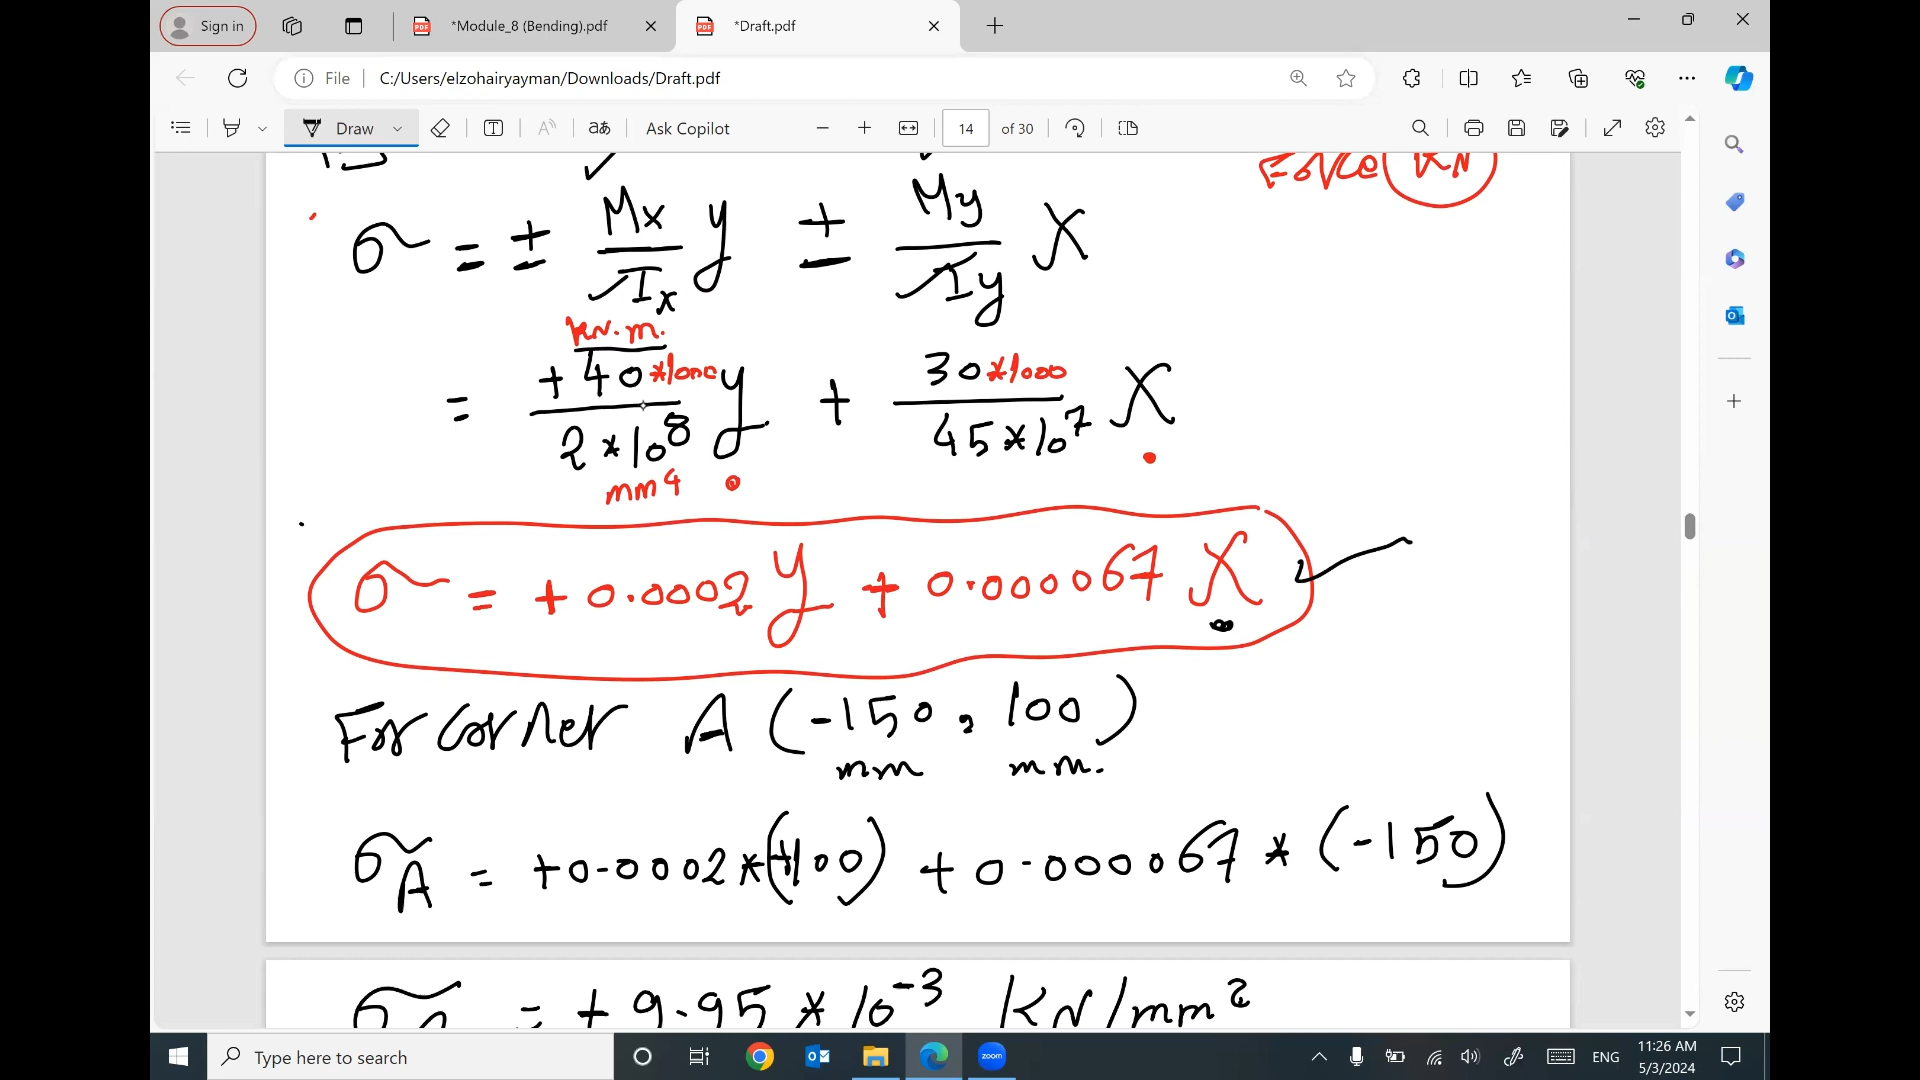 Sign in
*Module_8 (Bending).pdf
*Draft.pdf
File
C:/Users/elzohairyayman/Downloads/Draft.pdf
Draw
Ask Copilot
14 of 30
Force KN
σ = ± Mx/Ix y ± My/Iy X
kN.m.
= +40*1000/2*10^8 y + 30*1000/45*10^7 X
mm4
σ = +0.0002 y + 0.000067 X
For corner A (-150, 100)
mm mm.
σA = +0.0002*(+100) + 0.000067*(-150)
= +9.95*10^-3 KN/mm2
Type here to search
zoom
ENG
11:26 AM
5/3/2024